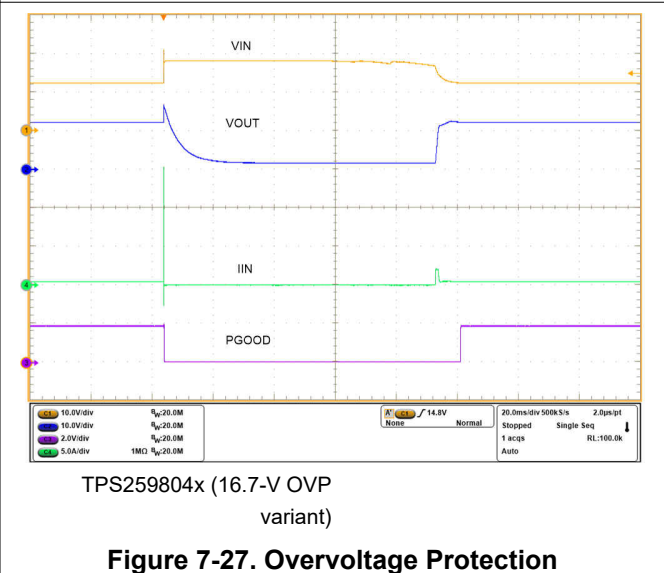 VIN
1
VOUT
IIN
4
PGOOD
3
C1 10.0V/div BW:20.0M
10.0V/div BW:20.0M
C3 2.0V/div BW:20.0M
C4 5.0A/div 1MΩ BW:20.0M
A' C1 14.8V
None Normal
20.0ms/div 500kS/s 2.0µs/pt
Stopped Single Seq
1 acqs RL:100.0k
Auto
TPS259804x (16.7-V OVP
variant)
Figure 7-27. Overvoltage Protection